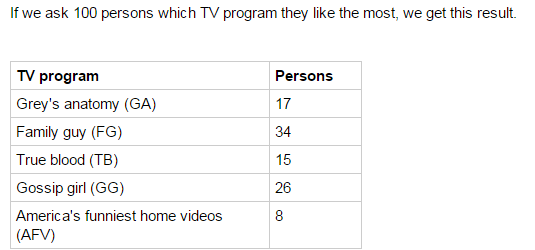 If we ask 100 persons which TV program they like the most, we get this result.
TV program Persons
Grey's anatomy (GA) 17
Family guy (FG) 34
True blood (TB) 15
Gossip girl (GG) 26
America's funniest home videos 8
(AFV)